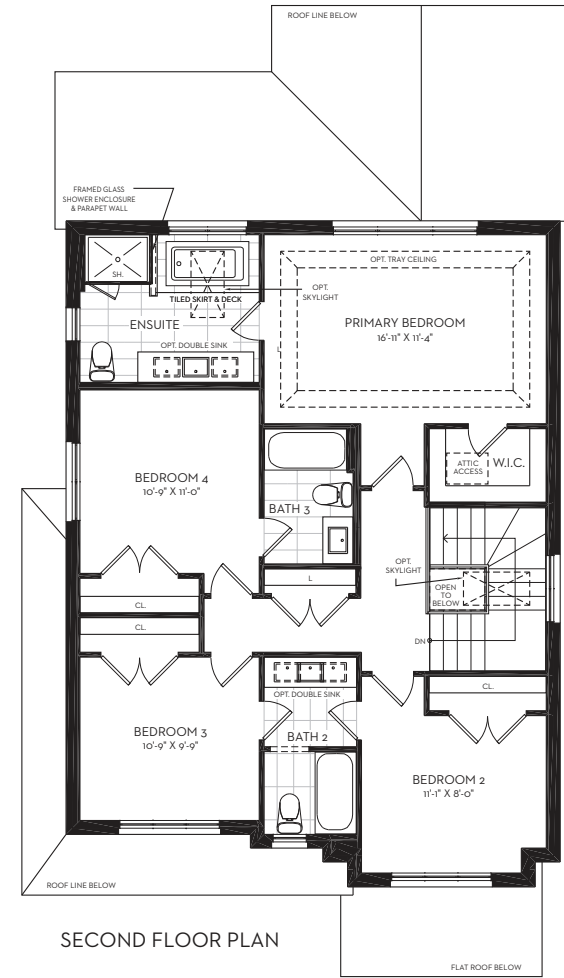 ROOF LINE BELOW
FRAMED GLASS
SHOWER ENCLOSURE
& PARAPET WALL
SH.
TILED SKIRT & DECK
OPT.
SKYLIGHT
ENSUITE
OPT. DOUBLE SINK
OPT. TRAY CEILING
PRIMARY BEDROOM
16'-11" X 11'-4"
L
BEDROOM 4
10'-9" X 11'-0"
BATH 3
ATTIC
ACCESS
W.I.C.
OPT.
SKYLIGHT
OPEN
TO
BELOW
L
CL.
CL.
DN
OPT. DOUBLE SINK
BATH 2
CL.
BEDROOM 3
10'-9" X 9'-9"
BEDROOM 2
11'-1" X 8'-0"
ROOF LINE BELOW
SECOND FLOOR PLAN
FLAT ROOF BELOW